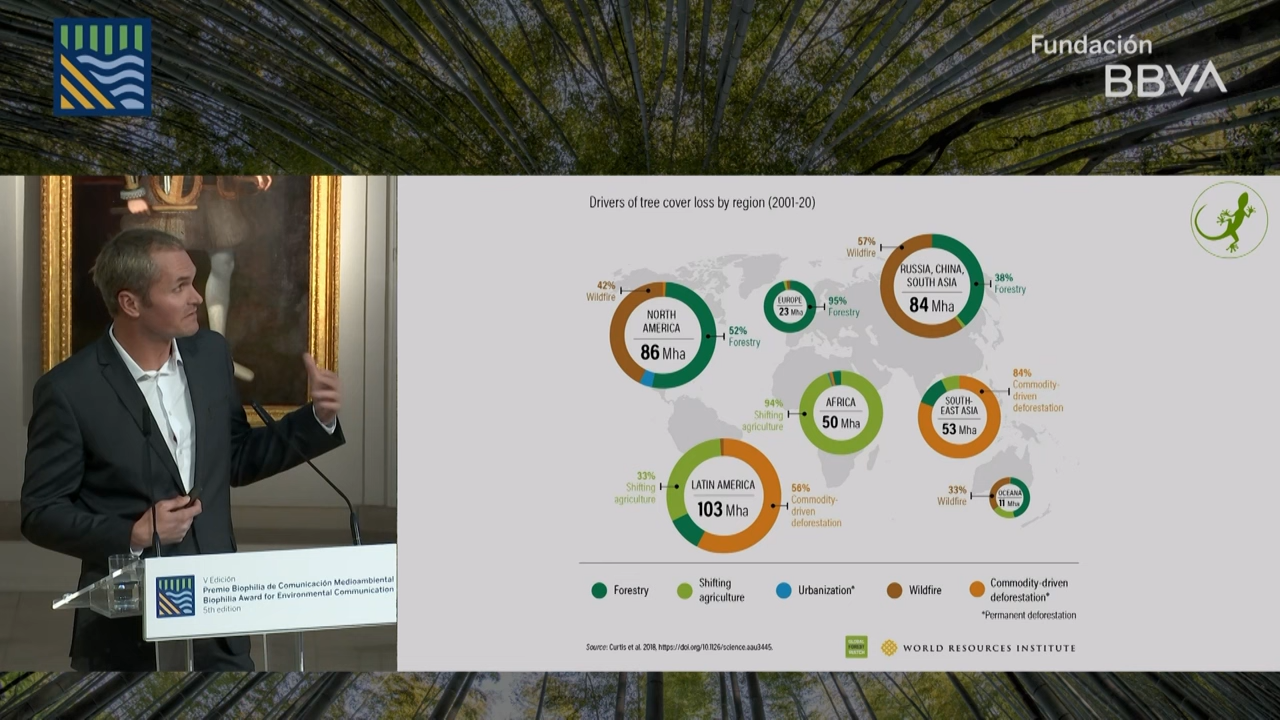 Fundación
BBVA
V Edición
Premio Biophilia de Comunicación Medioambiental
Biophilia Award for Environmental Communication
5th edition
Drivers of tree cover loss by region (2001-20)
42%
Wildfire
NORTH
AMERICA
86 Mha
52%
Forestry
EUROPE
23 Mha
95%
Forestry
57%
Wildfire
RUSSIA, CHINA,
SOUTH ASIA
84 Mha
38%
Forestry
94%
Shifting
agriculture
AFRICA
50 Mha
SOUTH-
EAST ASIA
53 Mha
84%
Commodity-
driven
deforestation
33%
Shifting
agriculture
LATIN AMERICA
103 Mha
56%
Commodity-
driven
deforestation
33%
Wildfire
OCEANA
11 Mha
Forestry
Shifting
agriculture
Urbanization*
Wildfire
Commodity-driven
deforestation*
*Permanent deforestation
Source: Curtis et al. 2018, https://doi.org/10.1126/science.aau3445.
GLOBAL
FOREST
WATCH
WORLD RESOURCES INSTITUTE